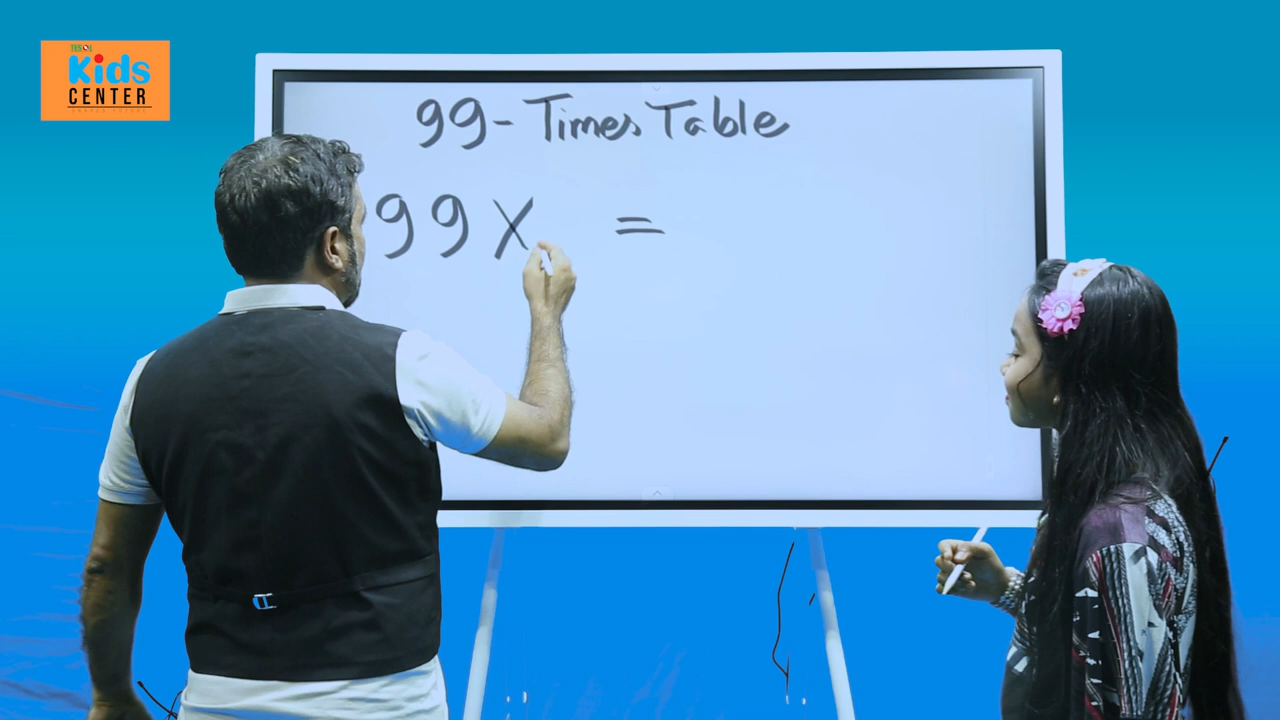 Kids
CENTER
99- Times Table
99 X =